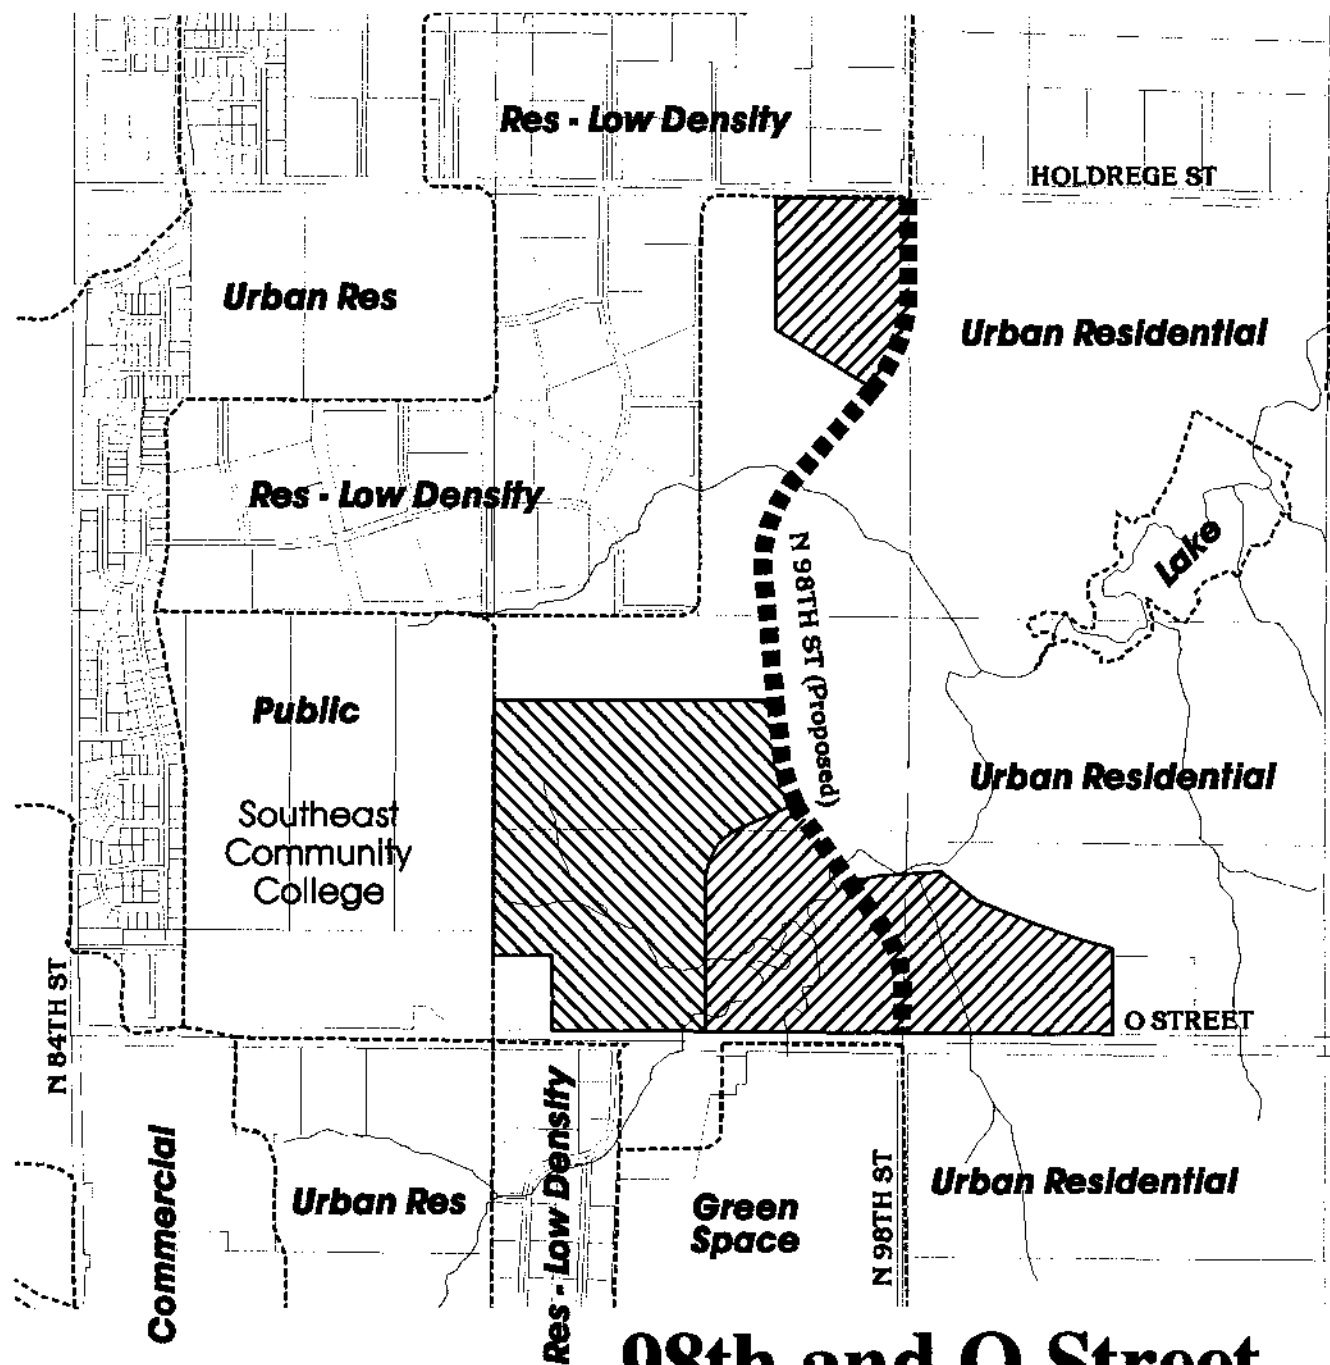 Res - Low Density
HOLDREGE ST
Urban Res
Urban Residential
Res - Low Density
Lake
N 98TH ST (Proposed)
Public
Urban Residential
Southeast
Community
College
N 84TH ST
O STREET
Commercial
Urban Res
Res - Low Density
Green
Space
N 98TH ST
Urban Residential
98th and O Street